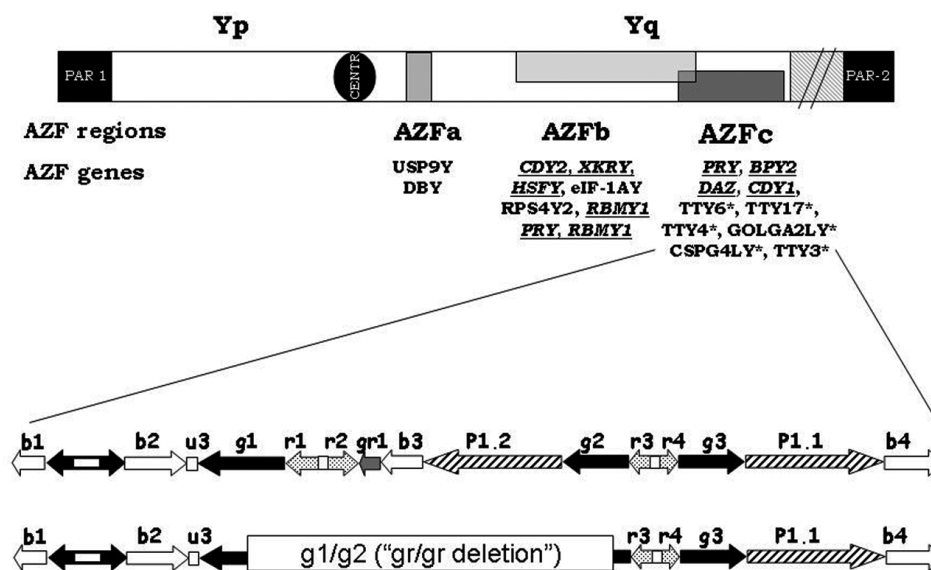 Yp Yq
PAR 1 CENTR PAR-2
AZF regions AZFa AZFb AZFc
AZF genes
USP9Y
DBY
CDY2, XKRY,
HSFY, eIF-1AY
RPS4Y2, RBMY1
PRY, RBMY1
PRY, BPY2
DAZ, CDY1,
TTY6*, TTY17*,
TTY4*, GOLGA2LY*
CSPG4LY*, TTY3*
b1 b2 u3 g1 r1 r2 gr1 b3 P1.2 g2 r3 r4 g3 P1.1 b4
b1 b2 u3 r3 r4 g3 P1.1 b4
g1/g2 ("gr/gr deletion")